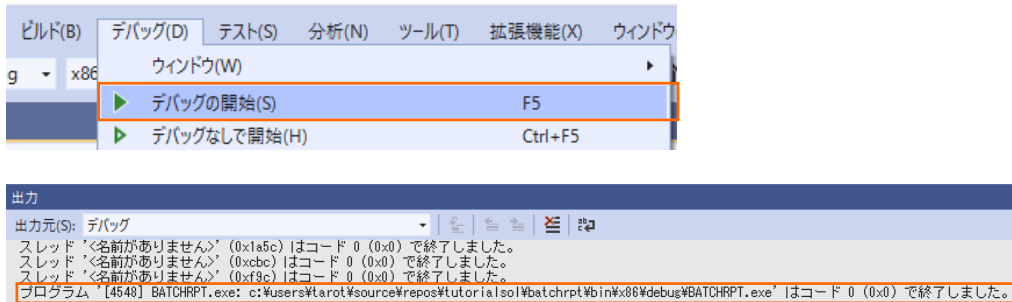 ビルド(B) デバッグ(D) テスト(S) 分析(N) ツール(T) 拡張機能(X) ウィンドウ
g x86 ウィンドウ(W)
デバッグの開始(S) F5
デバッグなしで開始(H) Ctrl+F5
出力
出力元(S): デバッグ
スレッド '<名前がありません>' (0x1a5c) はコード 0 (0x0) で終了しました。
スレッド '<名前がありません>' (0xcbc) はコード 0 (0x0) で終了しました。
スレッド '<名前がありません>' (0xf9c) はコード 0 (0x0) で終了しました。
プログラム '[4548] BATCHRPT.exe: c:¥users¥tarot¥source¥repos¥tutorialsol¥batchrpt¥bin¥x86¥debug¥BATCHRPT.exe' はコード 0 (0x0) で終了しました。